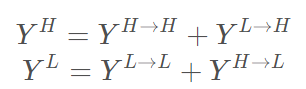 Y^H = Y^{H→H} + Y^{L→H}
Y^L = Y^{L→L} + Y^{H→L}